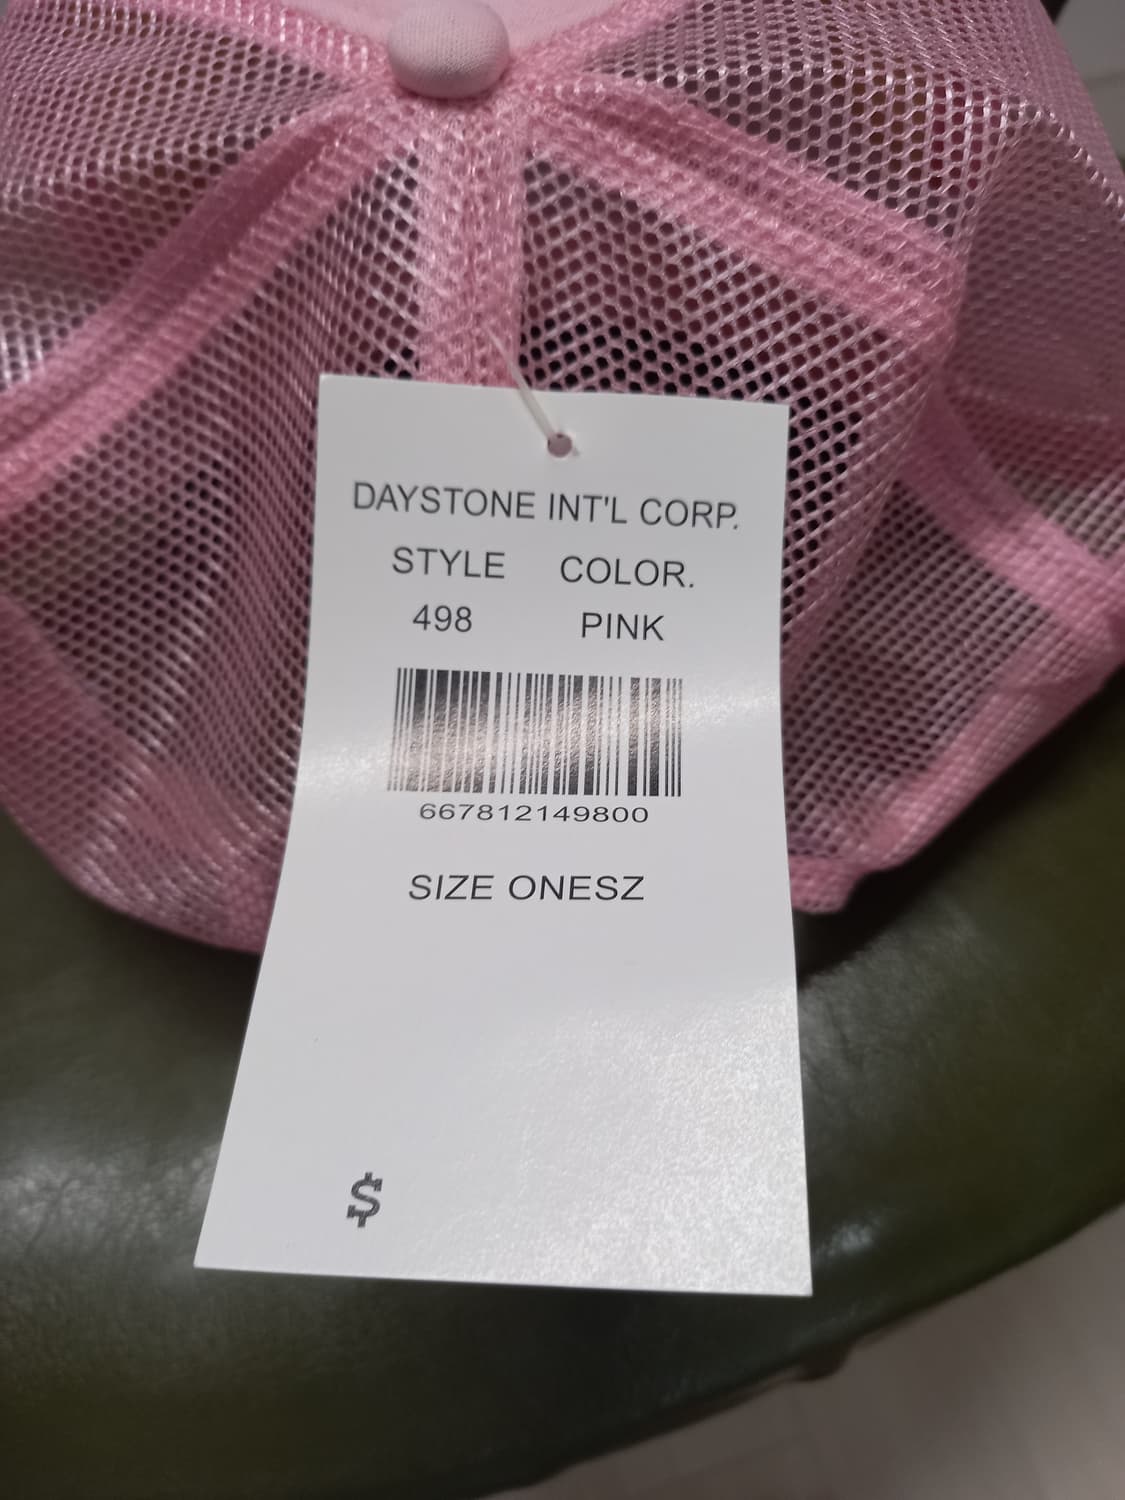 DAYSTONE INT'L CORP.
STYLE COLOR.
498 PINK
667812149800
SIZE ONESZ
$